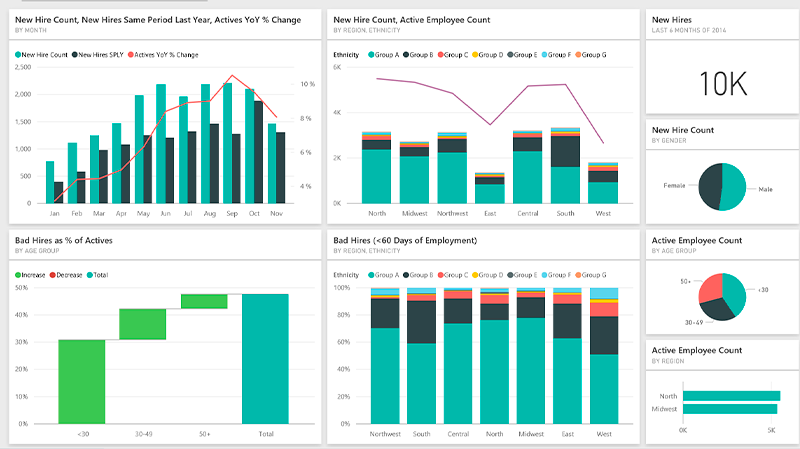 New Hire Count, New Hires Same Period Last Year, Actives YoY % Change
BY MONTH
New Hire Count New Hires SPLY Actives YoY % Change
2,500
2,000
1,500
1,000
500
0
10 %
8 %
6 %
4 %
Jan Feb Mar Apr May Jun Jul Aug Sep Oct Nov
New Hire Count, Active Employee Count
BY REGION, ETHNICITY
Ethnicity Group A Group B Group C Group D Group E Group F Group G
6K
4K
2K
0K
North Midwest Northwest East Central South West
New Hires
LAST 6 MONTHS OF 2014
10K
New Hire Count
BY GENDER
Female
Male
Bad Hires as % of Actives
BY AGE GROUP
Increase Decrease Total
50%
40%
30%
20%
10%
0%
<30 30-49 50+ Total
Bad Hires (<60 Days of Employment)
BY REGION, ETHNICITY
Ethnicity Group A Group B Group C Group D Group E Group F Group G
100%
80%
60%
40%
20%
0%
Northwest South Central North Midwest East West
Active Employee Count
BY AGE GROUP
50+
<30
30-49
Active Employee Count
BY REGION
North
Midwest
0K 5K